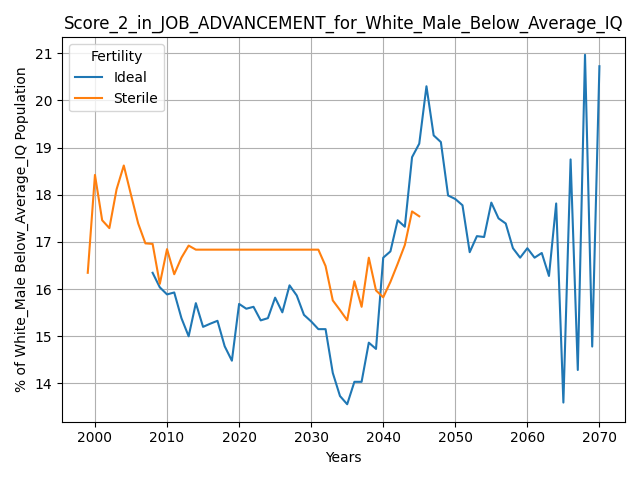 Score_2_in_JOB_ADVANCEMENT_for_White_Male_Below_Average_IQ
Fertility
Ideal
Sterile
% of White_Male Below_Average_IQ Population
21
20
19
18
17
16
15
14
2000
2010
2020
2030
2040
2050
2060
2070
Years